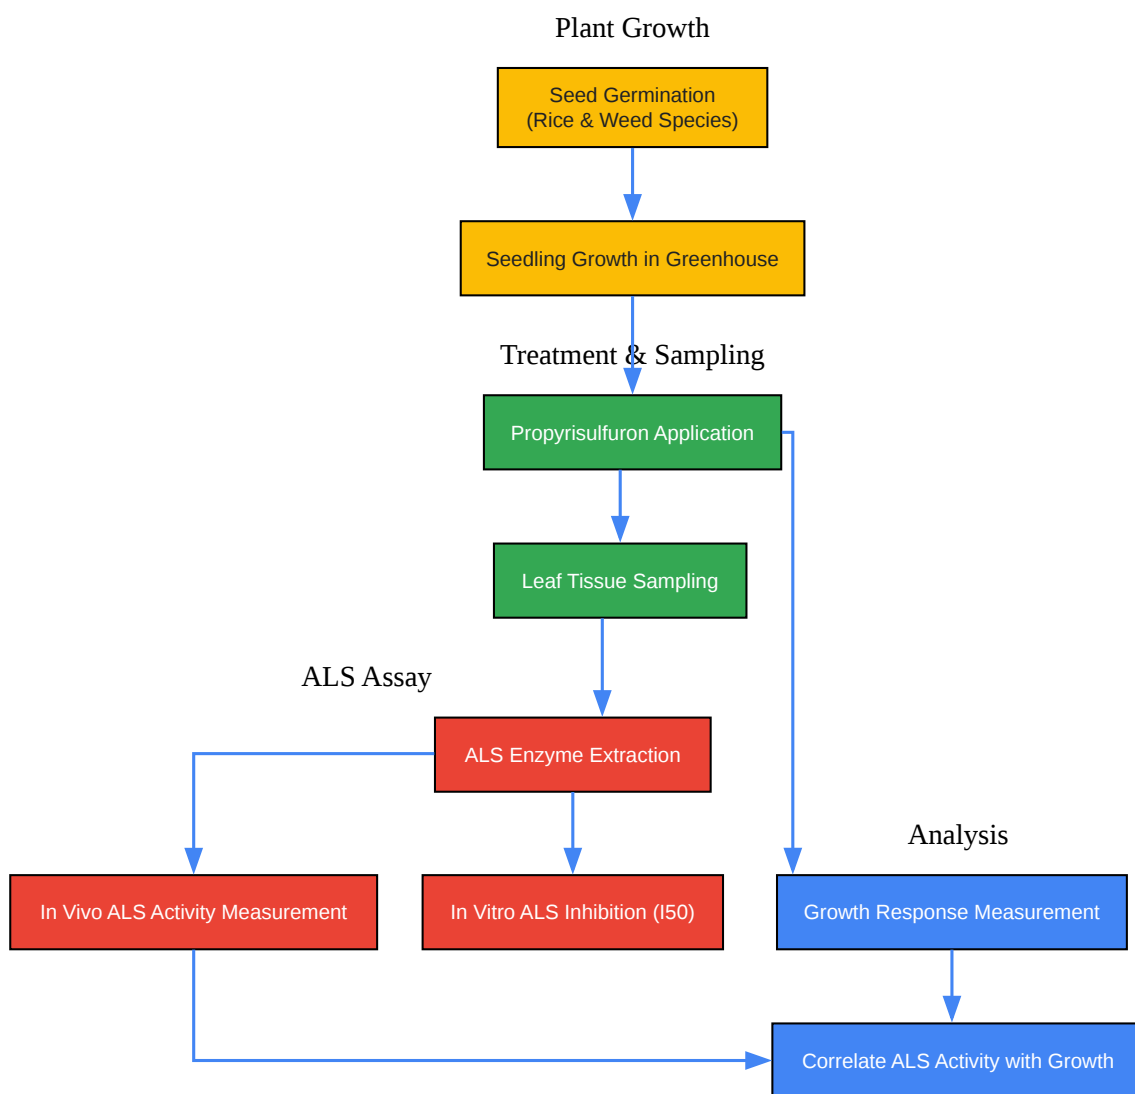 Plant Growth
Seed Germination
(Rice & Weed Species)
Seedling Growth in Greenhouse
Treatment & Sampling
Propyrisulfuron Application
Leaf Tissue Sampling
ALS Assay
ALS Enzyme Extraction
Analysis
In Vivo ALS Activity Measurement
In Vitro ALS Inhibition (I50)
Growth Response Measurement
Correlate ALS Activity with Growth